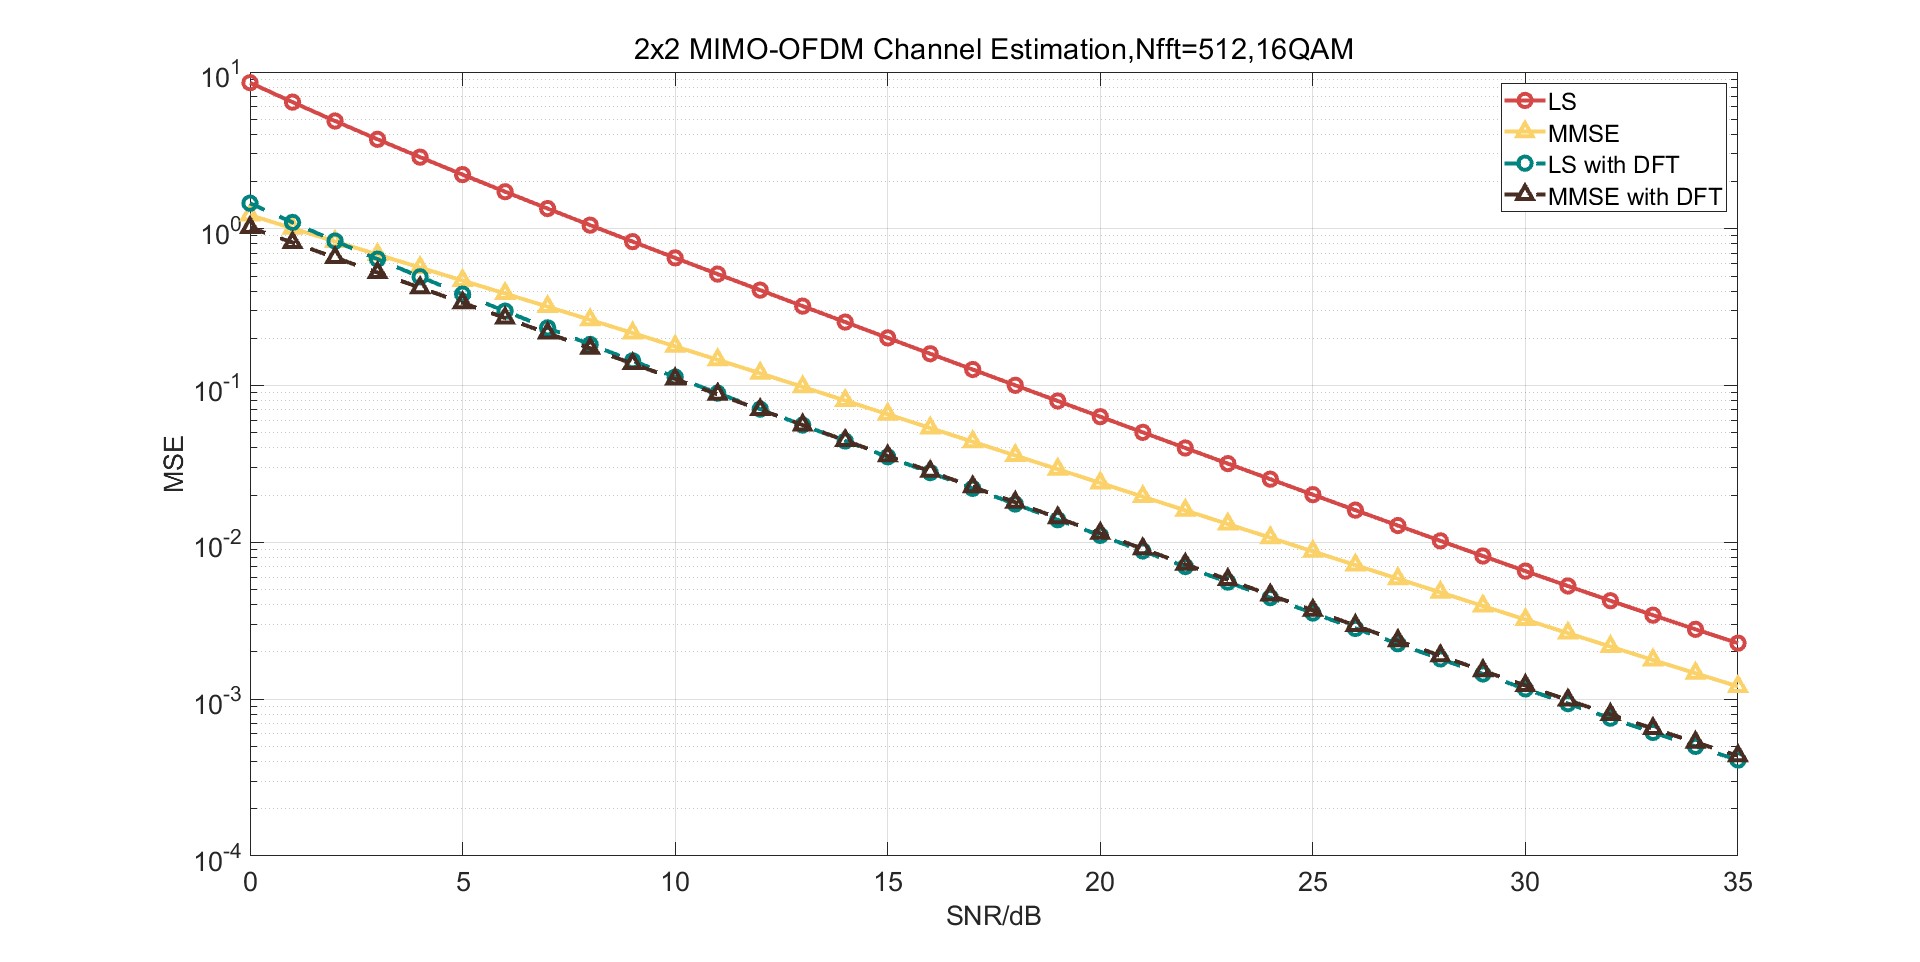 2x2 MIMO-OFDM Channel Estimation,Nfft=512,16QAM
10^1
10^0
10^-1
10^-2
10^-3
10^-4
MSE
LS
MMSE
LS with DFT
MMSE with DFT
0 5 10 15 20 25 30 35
SNR/dB